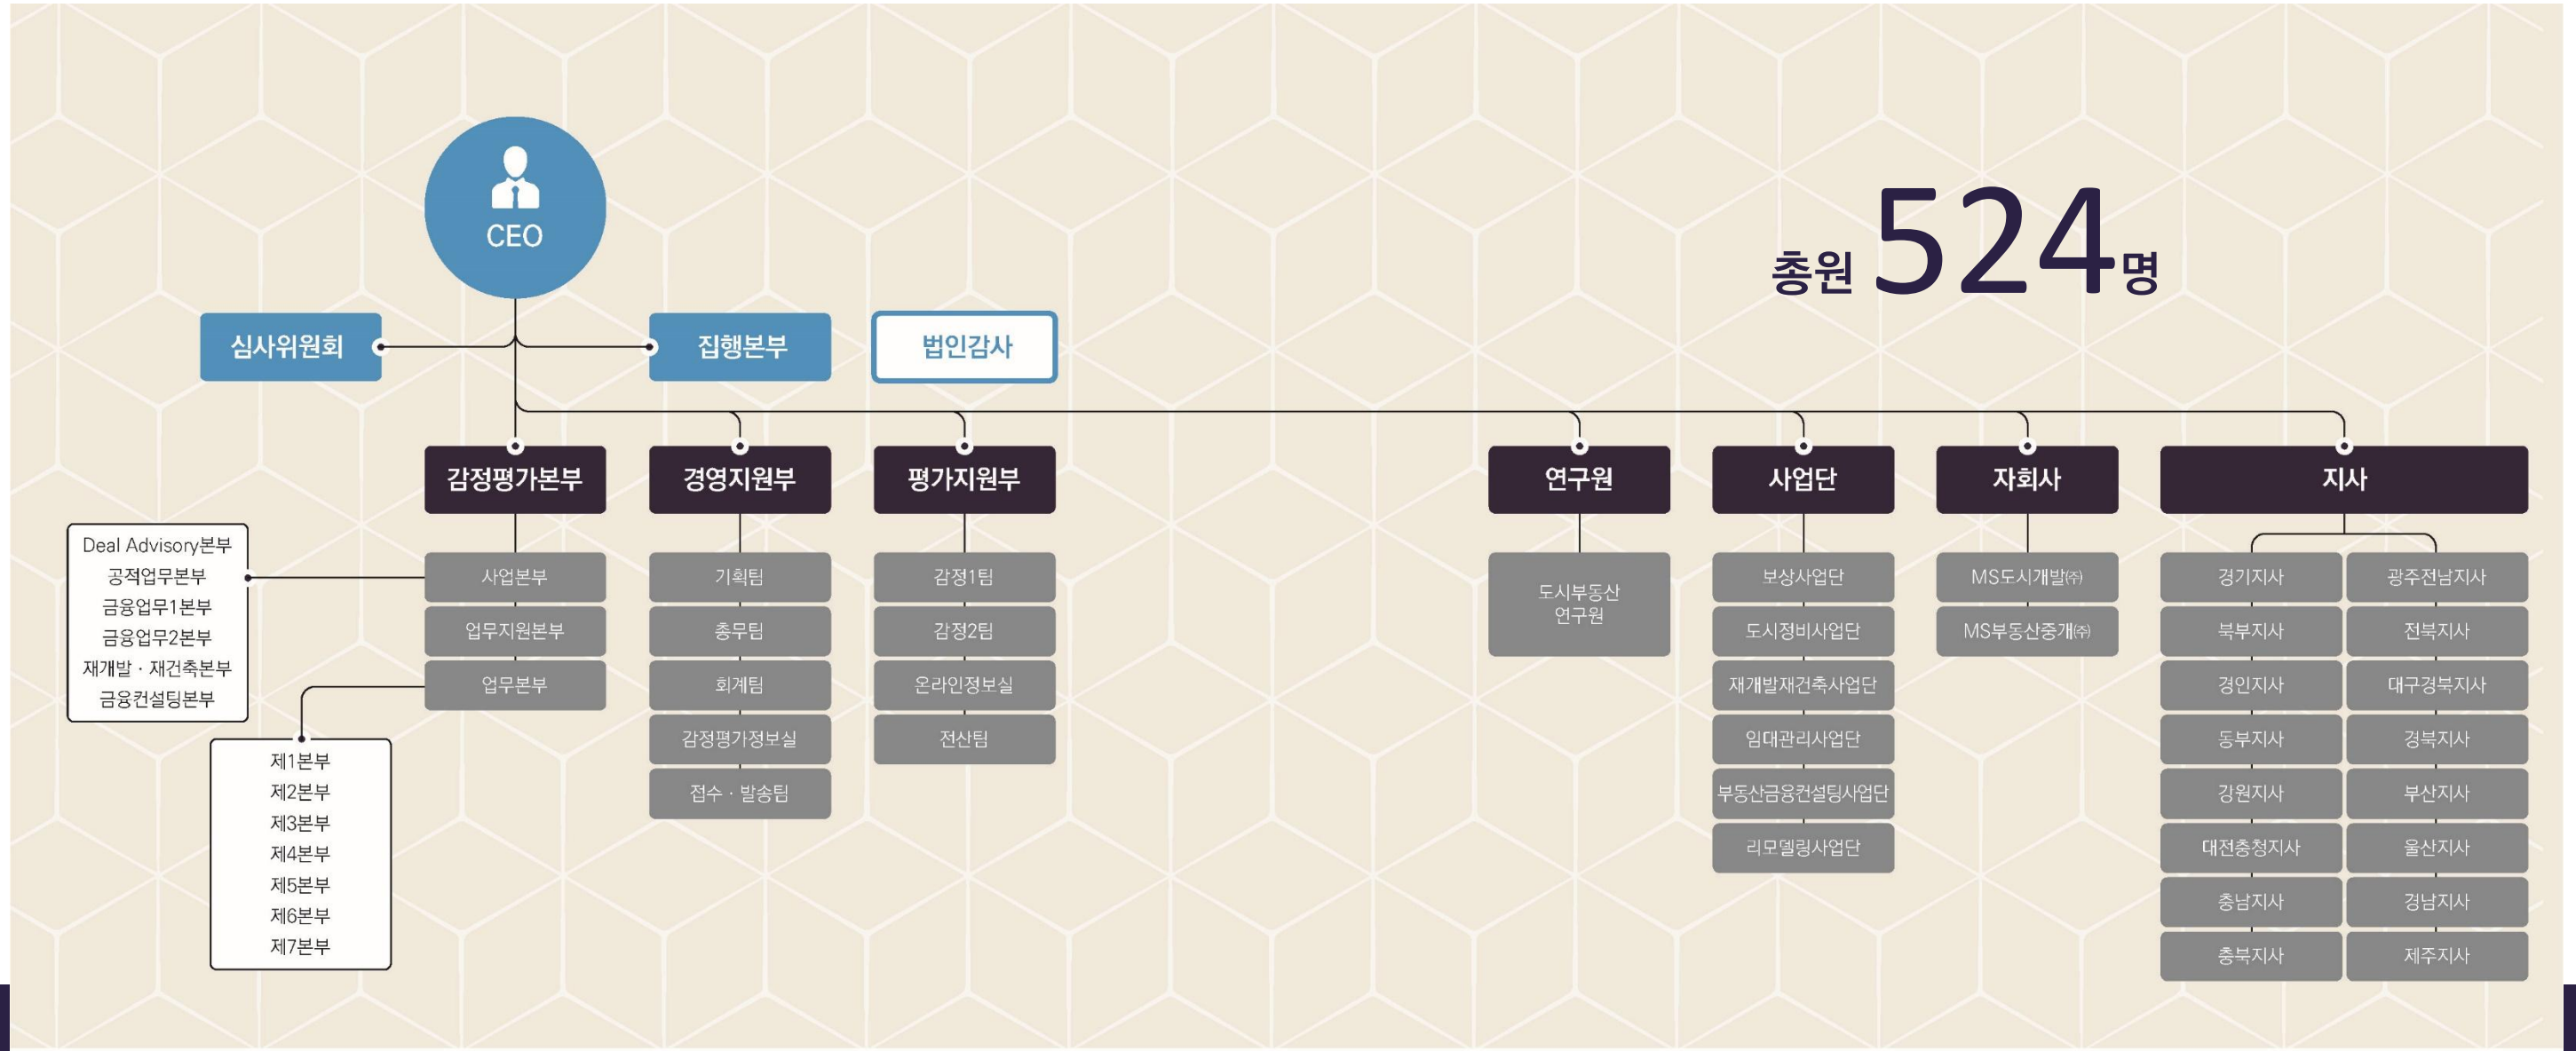 CEO
총원 524명
심사위원회
집행본부
법인감사
감정평가본부
경영지원부
평가지원부
연구원
사업단
자회사
지사
Deal Advisory본부
공적업무본부
금융업무1본부
금융업무2본부
재개발 · 재건축본부
금융컨설팅본부
사업본부
업무지원본부
업무본부
제1본부
제2본부
제3본부
제4본부
제5본부
제6본부
제7본부
기획팀
총무팀
회계팀
감정평가정보실
접수 · 발송팀
감정1팀
감정2팀
온라인정보실
전산팀
도시부동산
연구원
보상사업단
도시정비사업단
재개발재건축사업단
임대관리사업단
부동산금융컨설팅사업단
리모델링사업단
MS도시개발㈜
MS부동산중개㈜
경기지사
북부지사
경인지사
동부지사
강원지사
대전충청지사
충남지사
충북지사
광주전남지사
전북지사
대구경북지사
경북지사
부산지사
울산지사
경남지사
제주지사